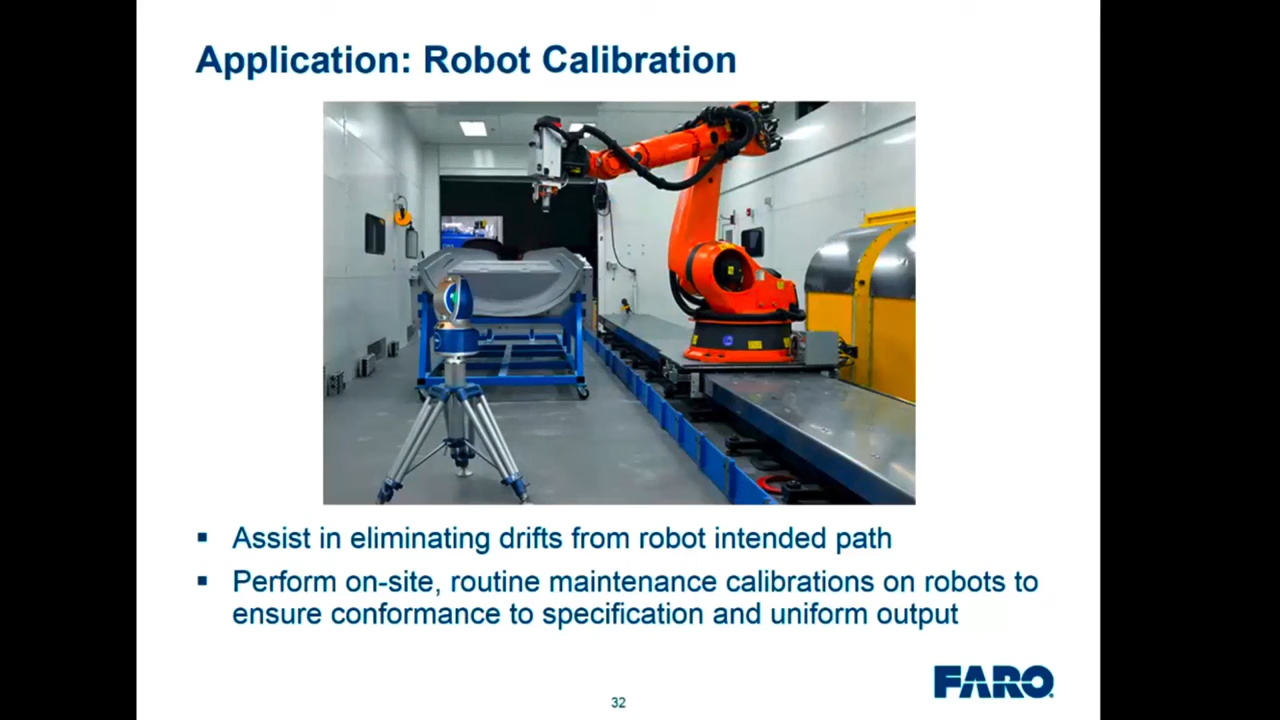 Application: Robot Calibration
▪ Assist in eliminating drifts from robot intended path
▪ Perform on-site, routine maintenance calibrations on robots to
ensure conformance to specification and uniform output
FARO
32